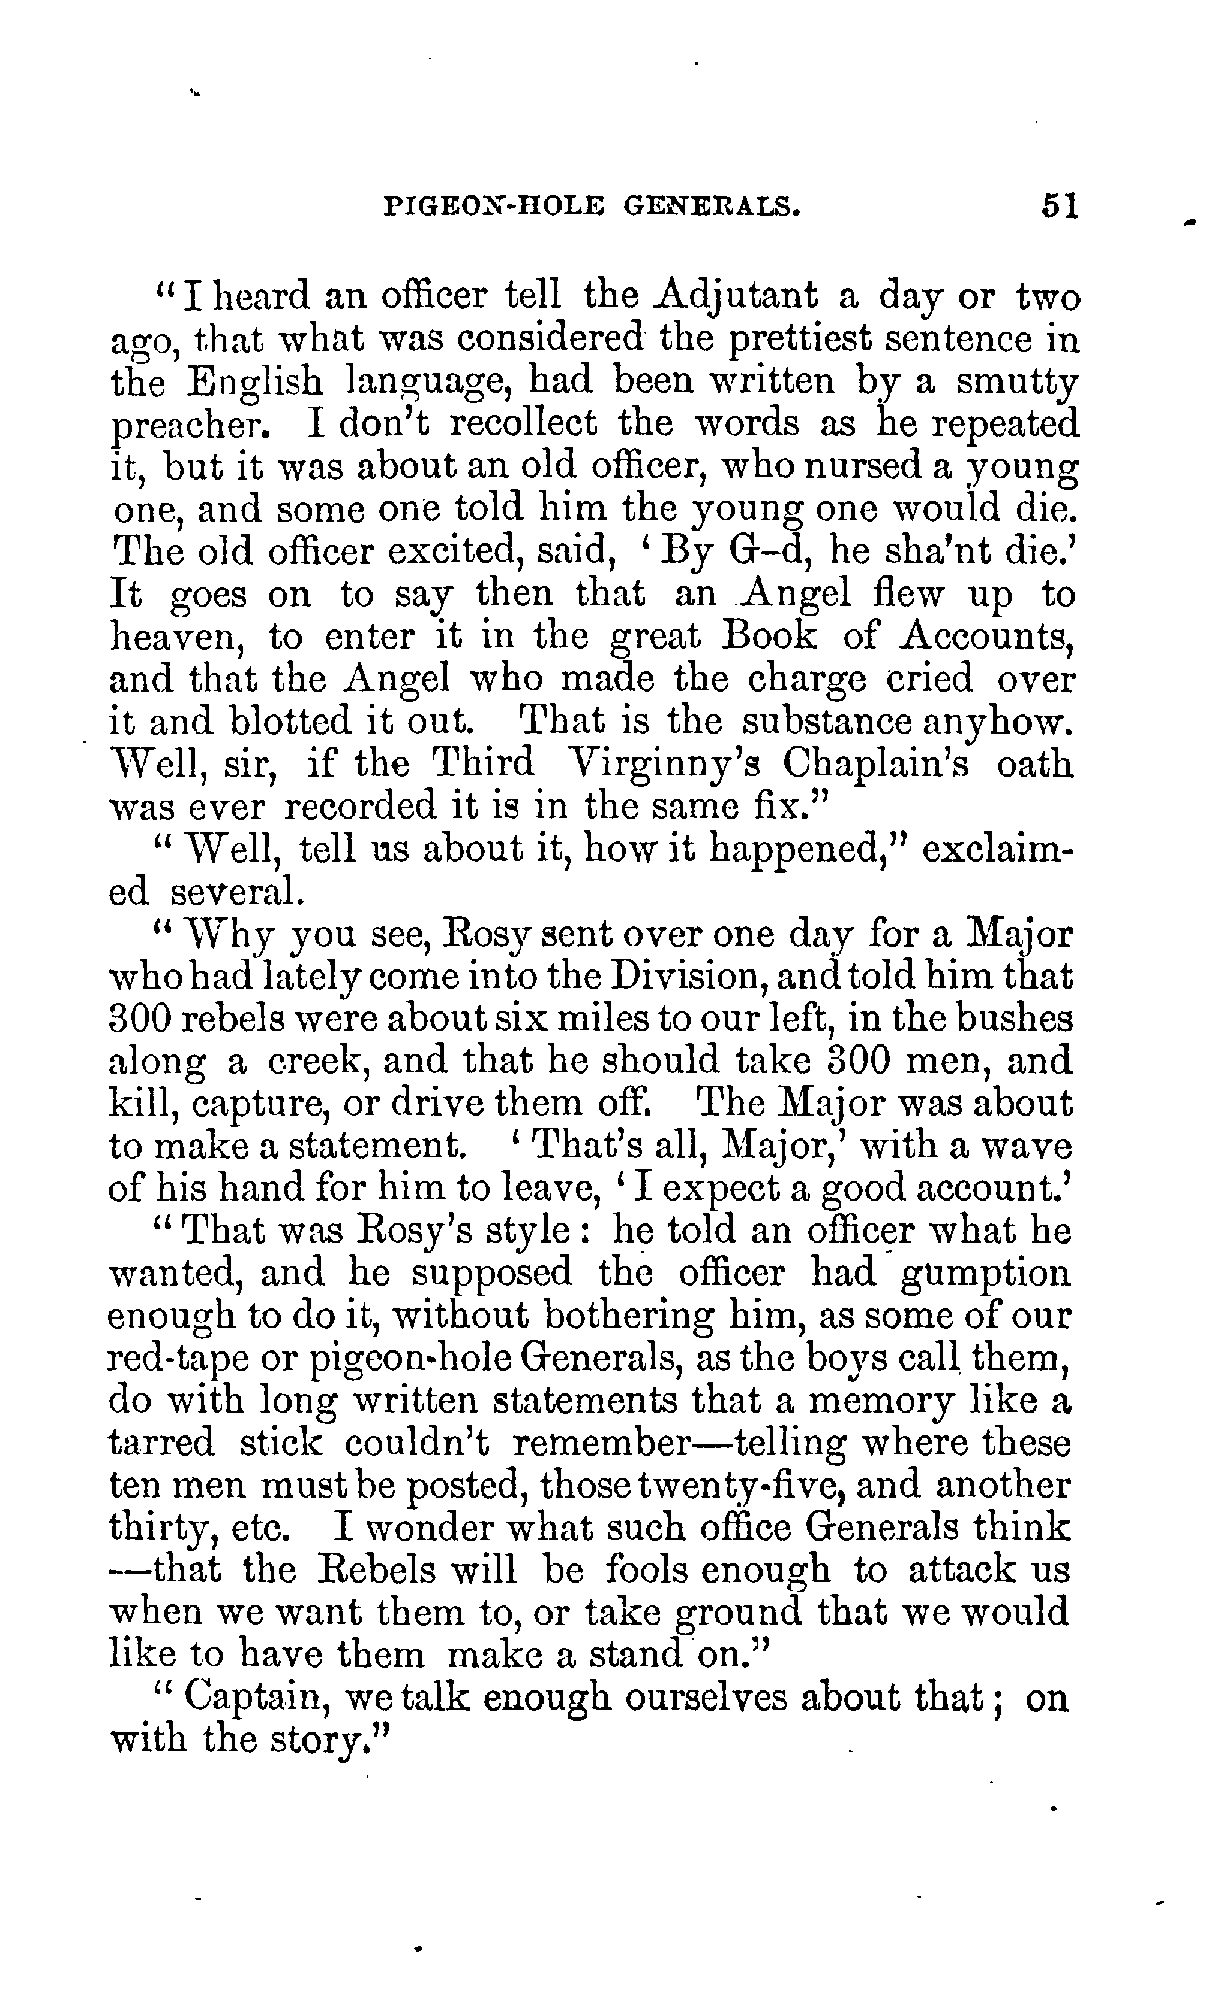 PIGEON-HOLE GENERALS. 51
"I heard an officer tell the Adjutant a day or two
ago, that what was considered the prettiest sentence in
the English language, had been written by a smutty
preacher. I don't recollect the words as he repeated
it, but it was about an old officer, who nursed a young
one, and some one told him the young one would die.
The old officer excited, said, 'By G–d, he sha'nt die.'
It goes on to say then that an Angel flew up to
heaven, to enter it in the great Book of Accounts,
and that the Angel who made the charge cried over
it and blotted it out. That is the substance anyhow.
Well, sir, if the Third Virginny's Chaplain's oath
was ever recorded it is in the same fix."
"Well, tell us about it, how it happened," exclaim-
ed several.
"Why you see, Rosy sent over one day for a Major
who had lately come into the Division, and told him that
300 rebels were about six miles to our left, in the bushes
along a creek, and that he should take 300 men, and
kill, capture, or drive them off. The Major was about
to make a statement. 'That's all, Major,' with a wave
of his hand for him to leave, 'I expect a good account.'
"That was Rosy's style: he told an officer what he
wanted, and he supposed the officer had gumption
enough to do it, without bothering him, as some of our
red-tape or pigeon-hole Generals, as the boys call them,
do with long written statements that a memory like a
tarred stick couldn't remember—telling where these
ten men must be posted, those twenty-five, and another
thirty, etc. I wonder what such office Generals think
—that the Rebels will be fools enough to attack us
when we want them to, or take ground that we would
like to have them make a stand on."
"Captain, we talk enough ourselves about that; on
with the story."